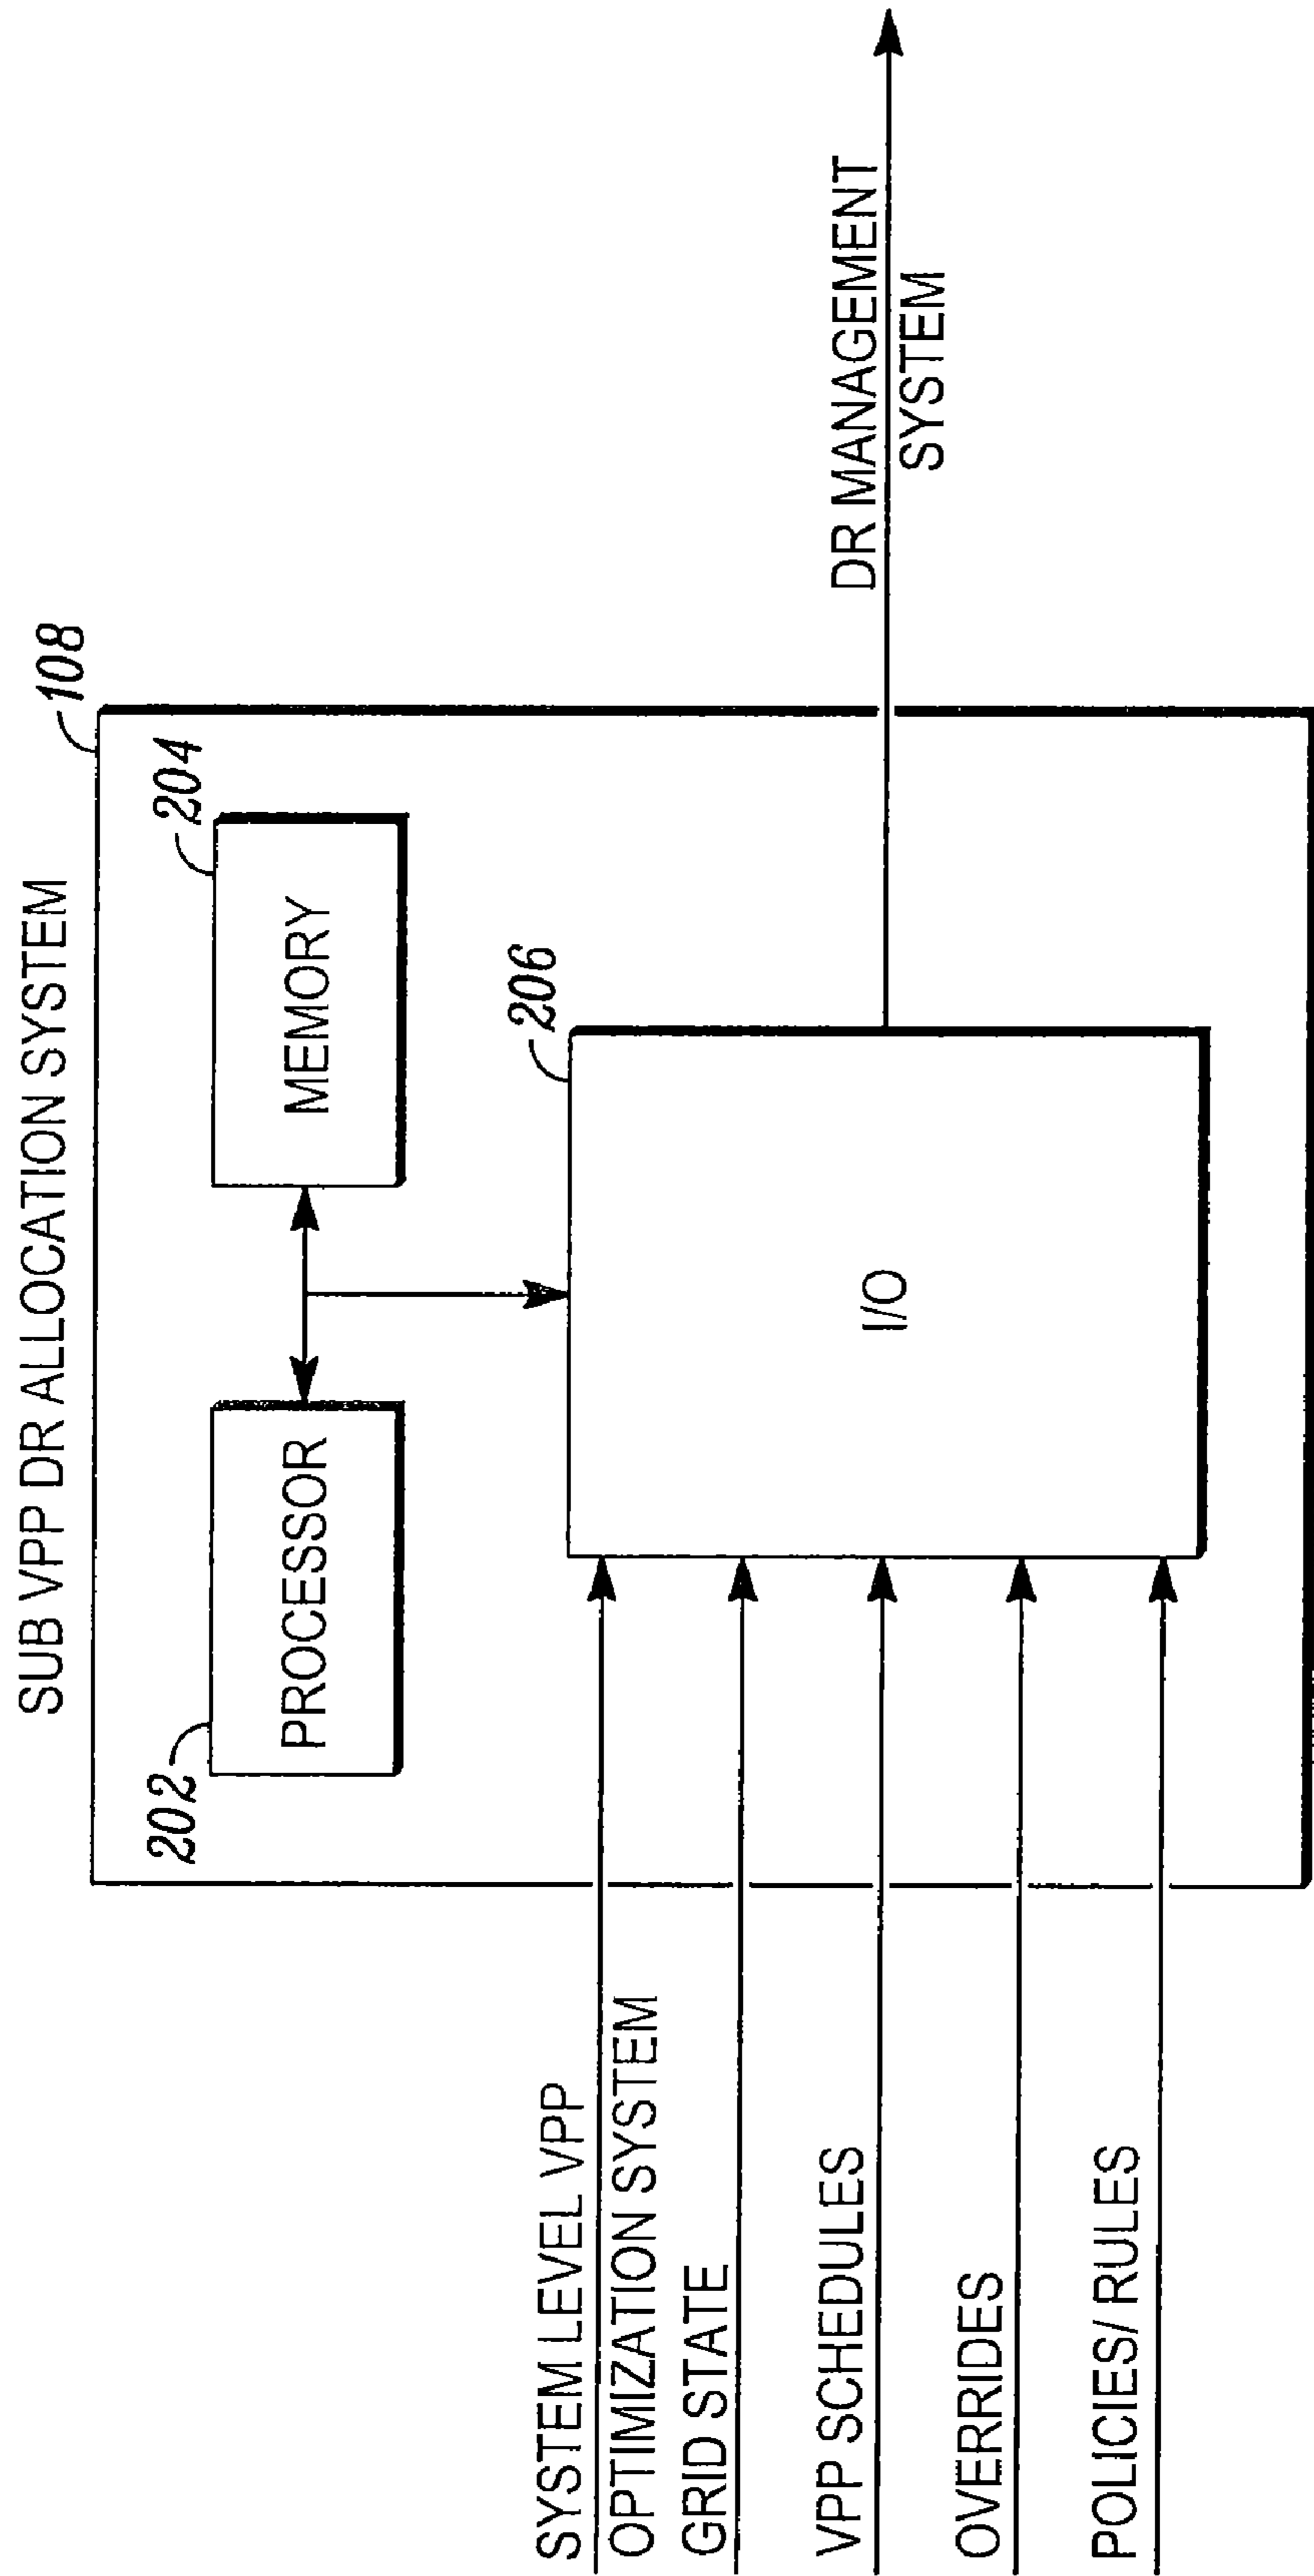 SUB VPP DR ALLOCATION SYSTEM
108
202
PROCESSOR
204
MEMORY
206
I/O
SYSTEM LEVEL VPP
OPTIMIZATION SYSTEM
GRID STATE
VPP SCHEDULES
OVERRIDES
POLICIES/ RULES
DR MANAGEMENT
SYSTEM